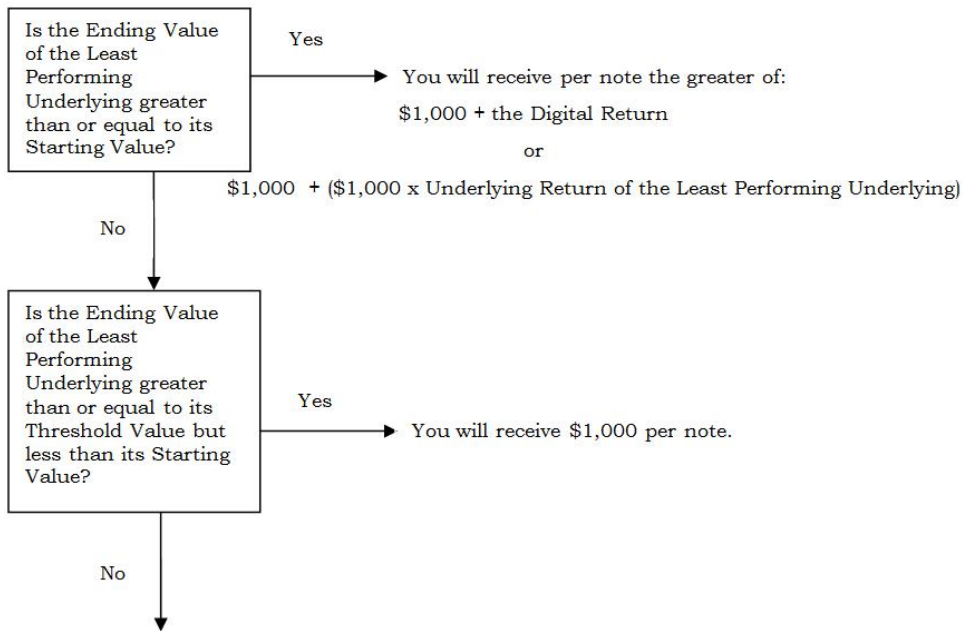 Is the Ending Value
of the Least
Performing
Underlying greater
than or equal to its
Starting Value?
Yes
You will receive per note the greater of:
$1,000 + the Digital Return
or
$1,000 + ($1,000 x Underlying Return of the Least Performing Underlying)
No
Is the Ending Value
of the Least
Performing
Underlying greater
than or equal to its
Threshold Value but
less than its Starting
Value?
Yes
You will receive $1,000 per note.
No